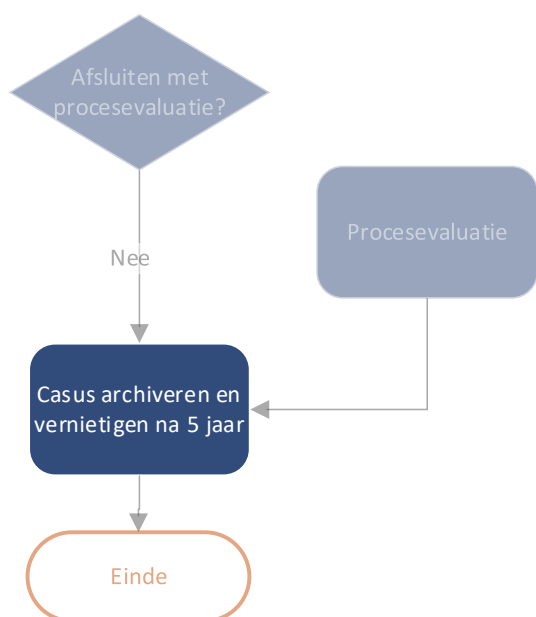 Afsluiten met
procesevaluatie?
Procesevaluatie
Nee
Casus archiveren en
vernietigen na 5 jaar
Einde